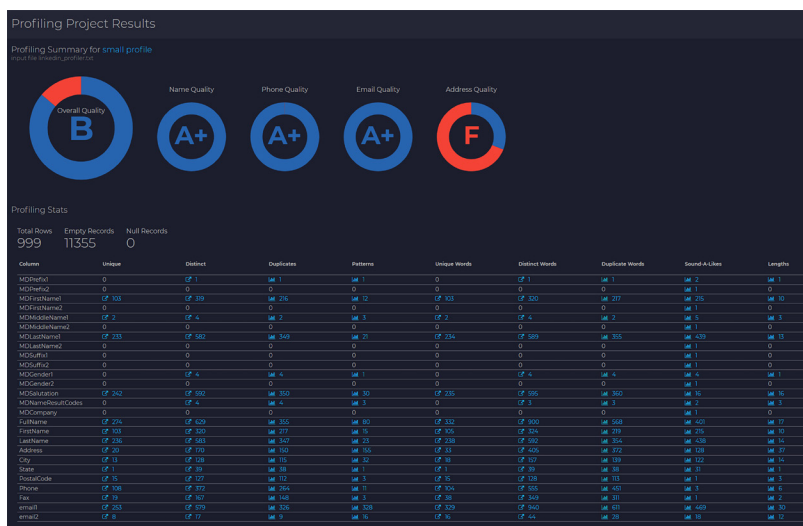 Profiling Project Results
Profiling Summary for small profile
input file linkedin_profiler.txt
Overall Quality
B
Name Quality
A+
Phone Quality
A+
Email Quality
A+
Address Quality
F
Profiling Stats
Total Rows Empty Records Null Records
999 11355 0
Column Unique Distinct Duplicates Patterns Unique Words Distinct Words Duplicate Words Sound-A-Likes Lengths
MDPrefix1 0 1 1 1 0 1 1 2 1
MDPrefix2 0 0 0 0 0 0 0 1 0
MDFirstName1 103 319 216 12 103 320 217 215 10
MDFirstName2 0 0 0 0 0 0 0 1 0
MDMiddleName1 2 4 2 3 2 4 2 5 3
MDMiddleName2 0 0 0 0 0 0 0 1 0
MDLastName1 233 582 349 21 234 589 355 439 13
MDLastName2 0 0 0 0 0 0 0 1 0
MDSuffix1 0 0 0 0 0 0 0 1 0
MDSuffix2 0 0 0 0 0 0 0 1 0
MDGender1 0 4 4 1 0 4 4 4 1
MDGender2 0 0 0 0 0 0 0 1 0
MDSalutation 242 592 350 30 235 595 360 16 16
MDNameResultCodes 0 4 4 3 0 3 3 2 3
MDCompany 0 0 0 0 0 0 0 1 0
FullName 274 629 355 80 332 900 568 401 17
FirstName 103 320 217 15 105 324 219 216 10
LastName 236 583 347 23 238 592 354 438 14
Address 20 170 150 155 33 405 372 128 37
City 13 128 115 32 18 157 139 122 14
State 1 39 38 1 1 39 38 31 1
PostalCode 15 127 112 3 15 128 113 1 3
Phone 108 372 264 11 104 555 451 3 6
Fax 19 167 148 3 38 349 311 1 2
email1 253 579 326 328 329 940 611 469 30
email2 8 17 9 16 16 44 28 18 12